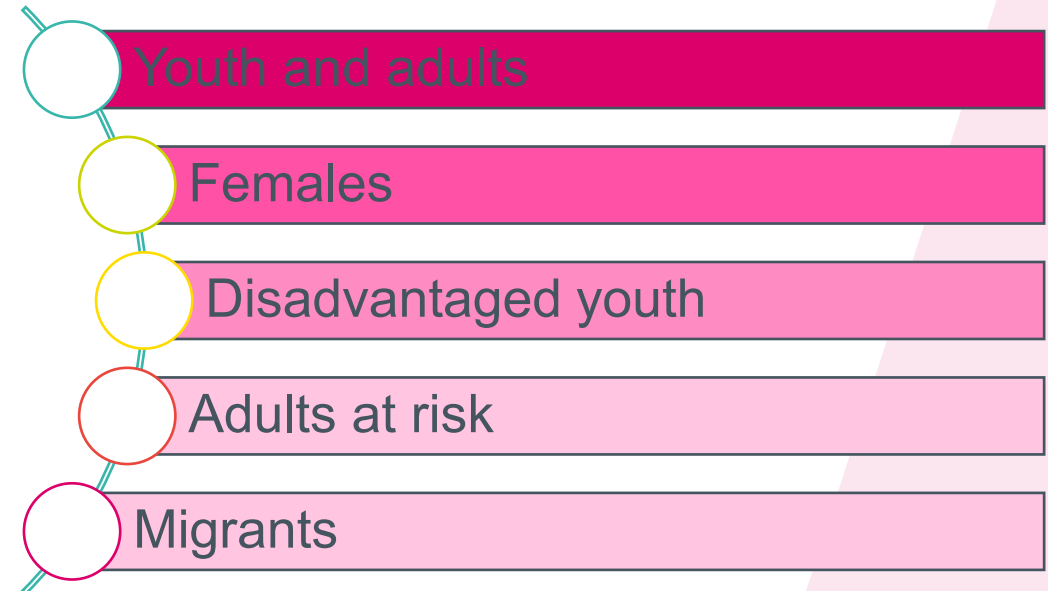 Youth and adults
Females
Disadvantaged youth
Adults at risk
Migrants